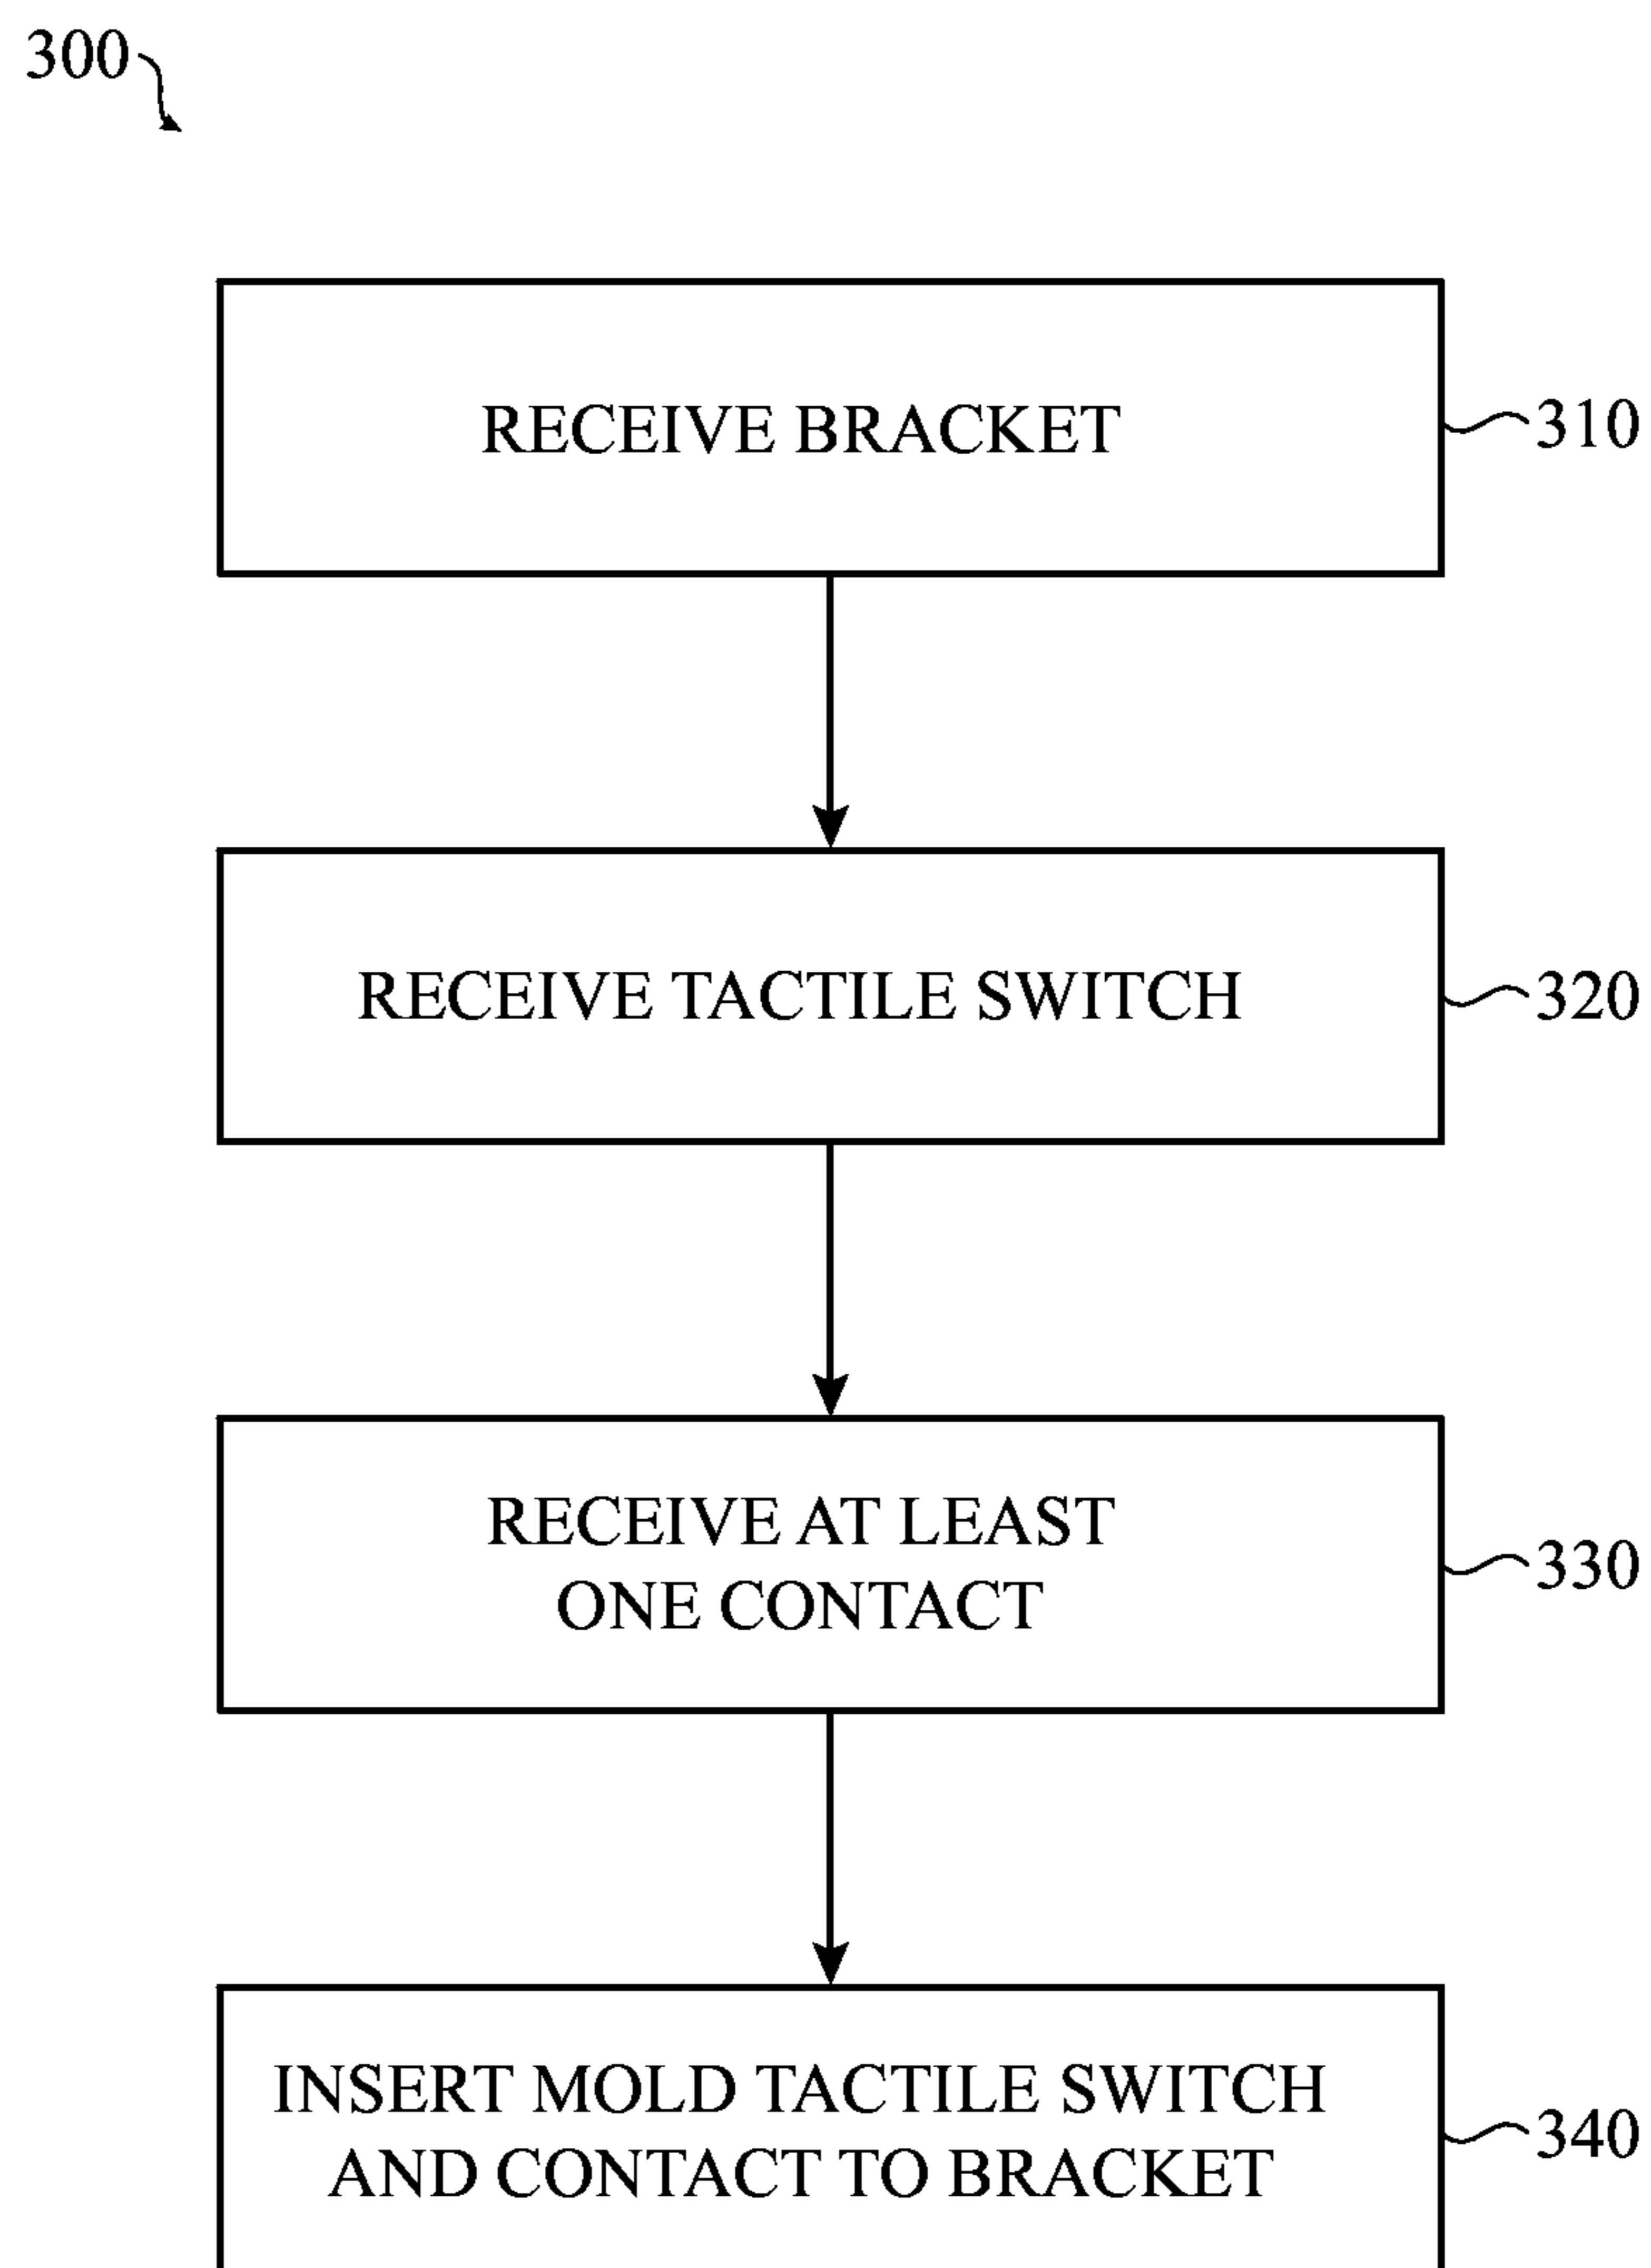 300
RECEIVE BRACKET
310
RECEIVE TACTILE SWITCH
320
RECEIVE AT LEAST
ONE CONTACT
330
INSERT MOLD TACTILE SWITCH
AND CONTACT TO BRACKET
340